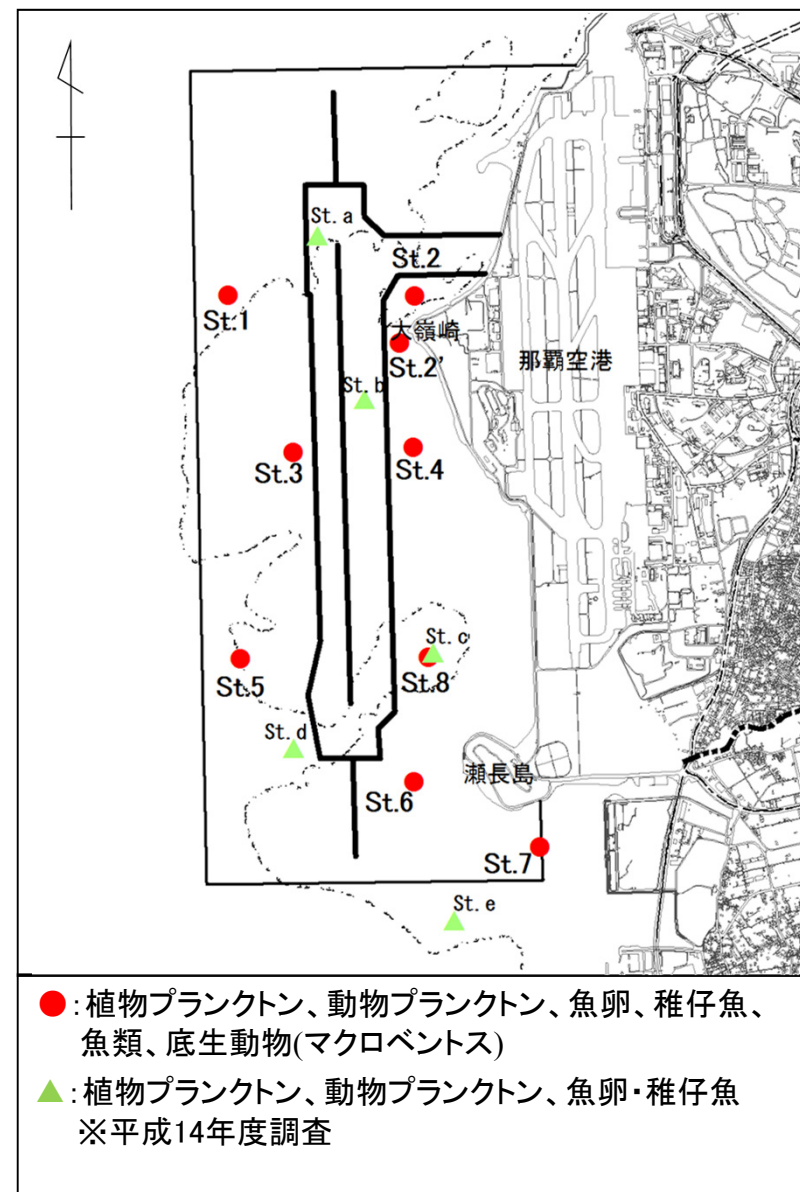 St. a
St.2
St.1
大嶺崎
St.2'
那覇空港
St. b
St.3
St.4
St. c
St.5
St.8
St. d
瀬長島
St.6
St.7
St. e
●:植物プランクトン、動物プランクトン、魚卵、稚仔魚、
魚類、底生動物(マクロベントス)
▲:植物プランクトン、動物プランクトン、魚卵・稚仔魚
※平成14年度調査